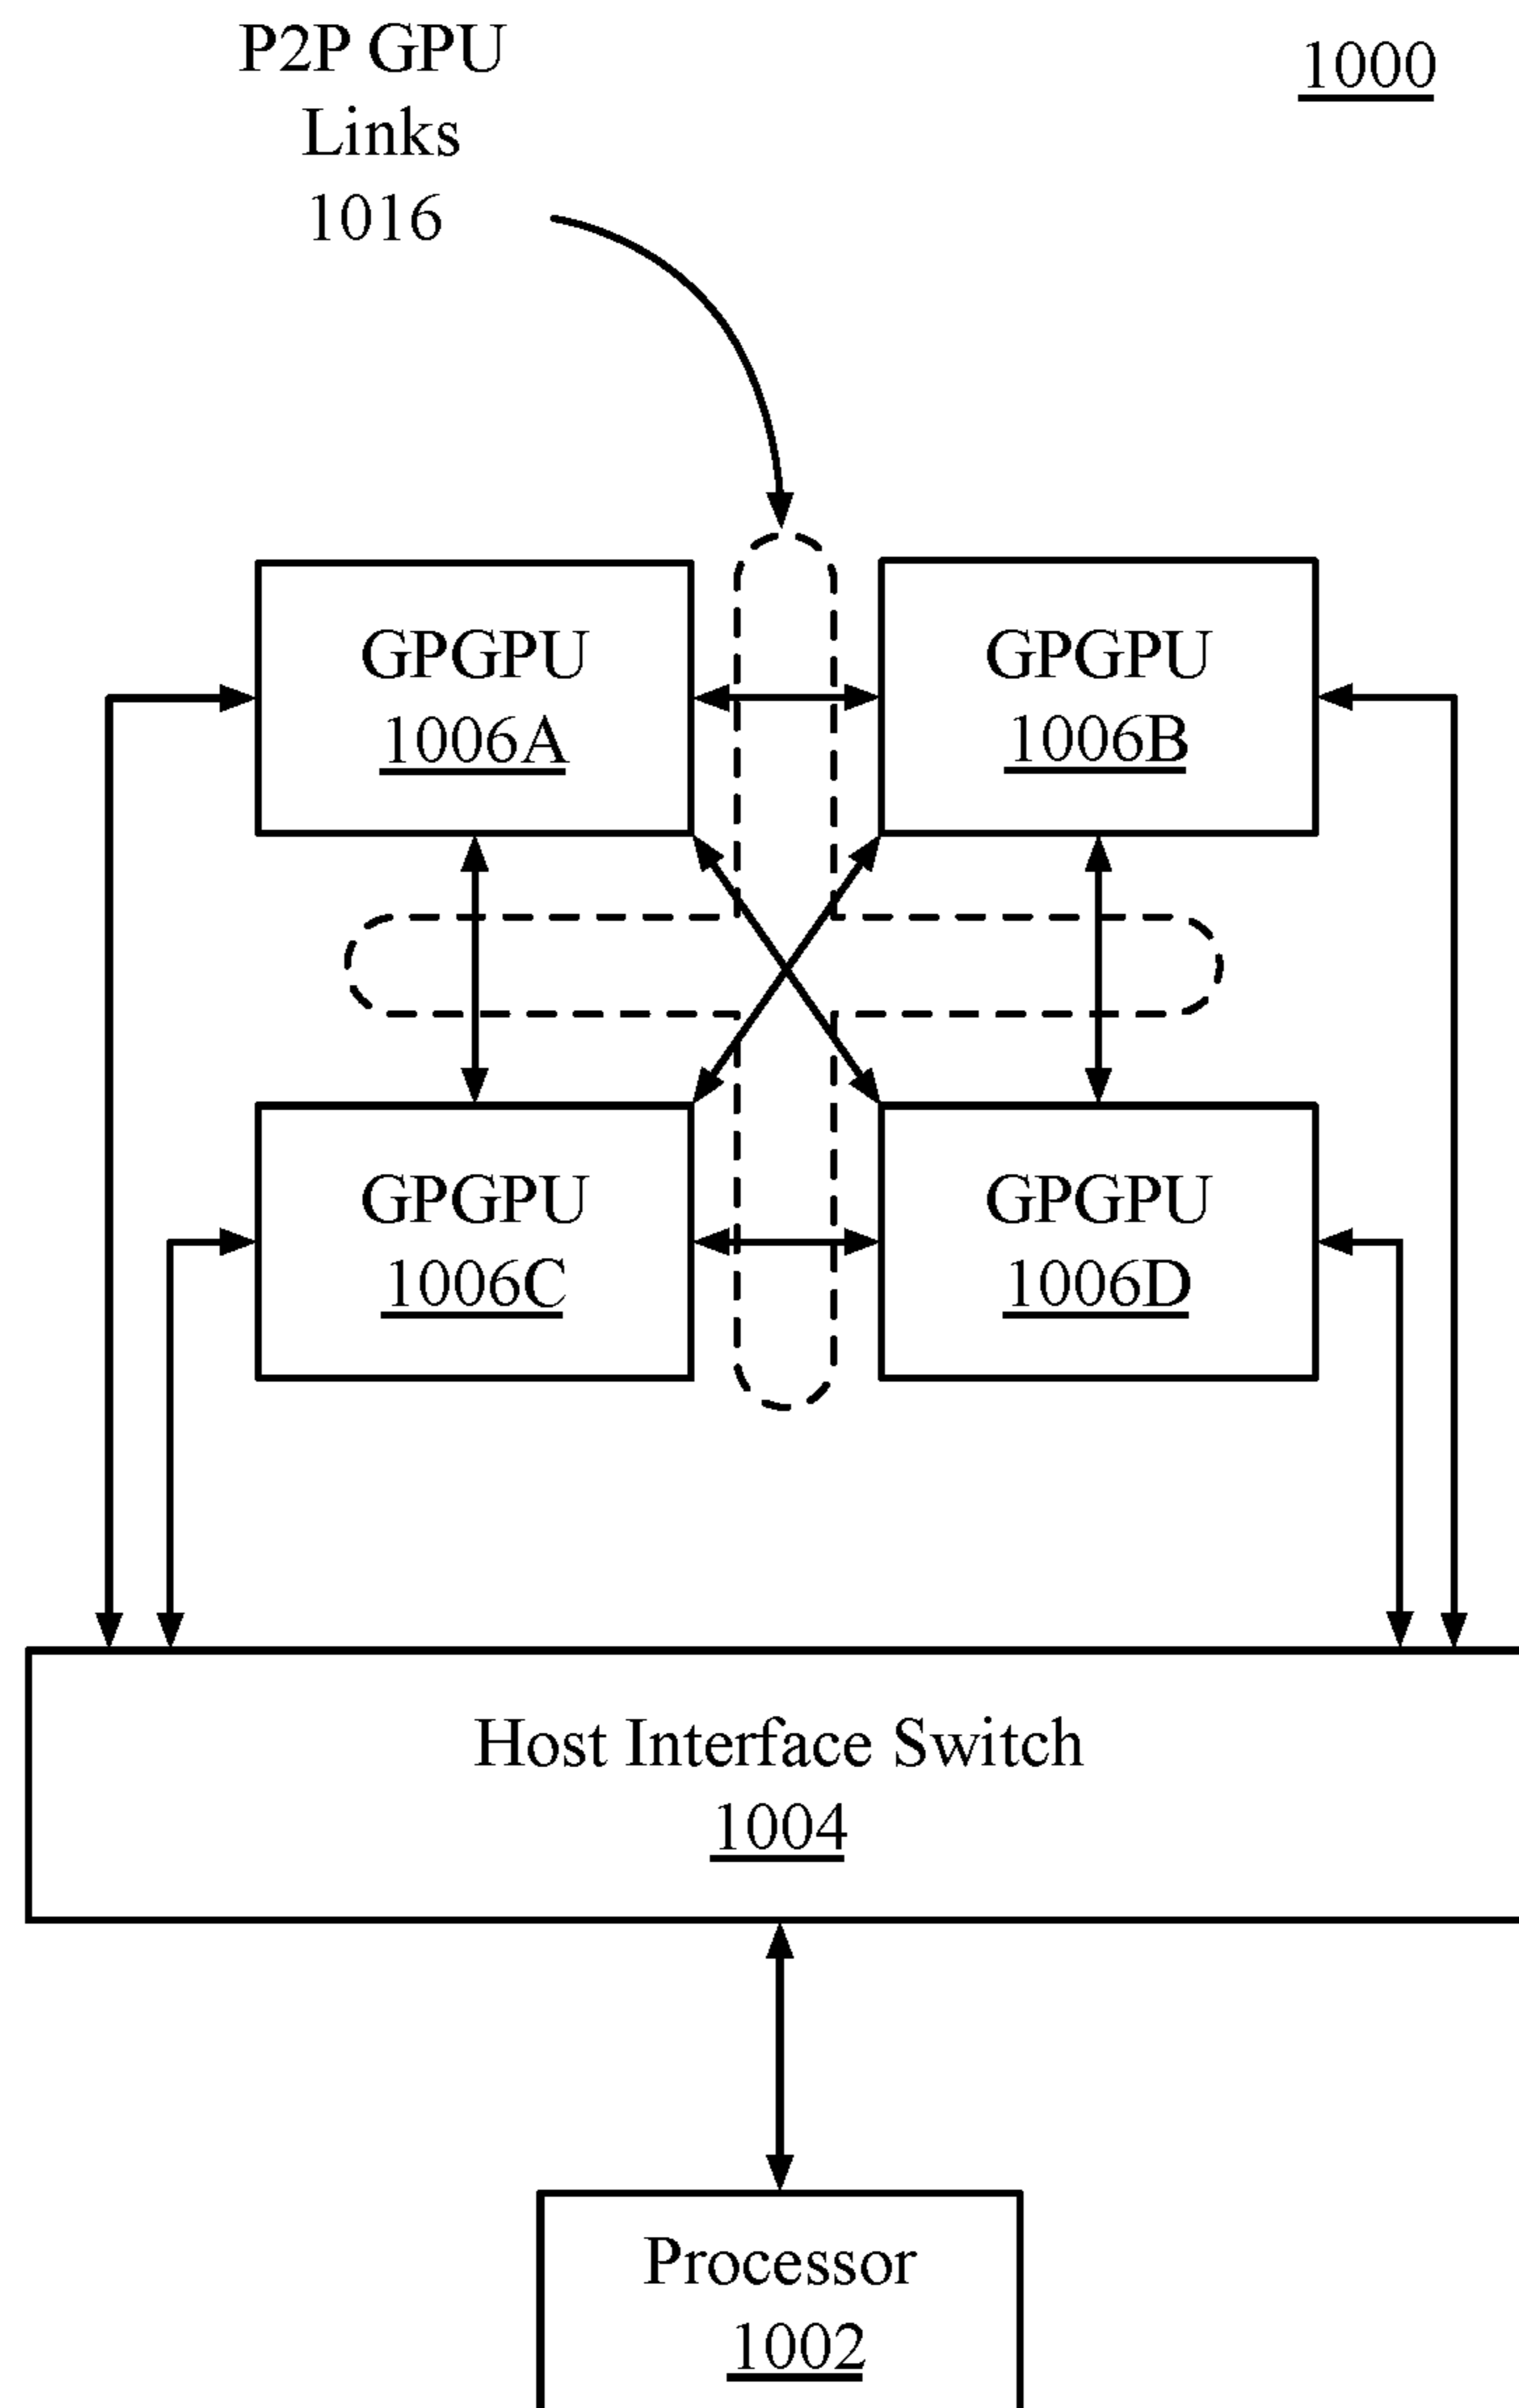 P2P GPU
Links
1016
1000
GPGPU
1006A
GPGPU
1006B
GPGPU
1006C
GPGPU
1006D
Host Interface Switch
1004
Processor
1002